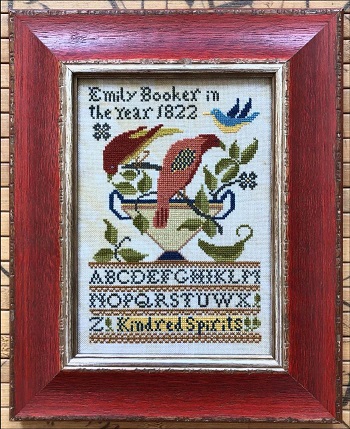 Emily Booker in
the year 1822
ABCDEFGHIKLM
NOPQRSTUWX
Z Kindred Spirits